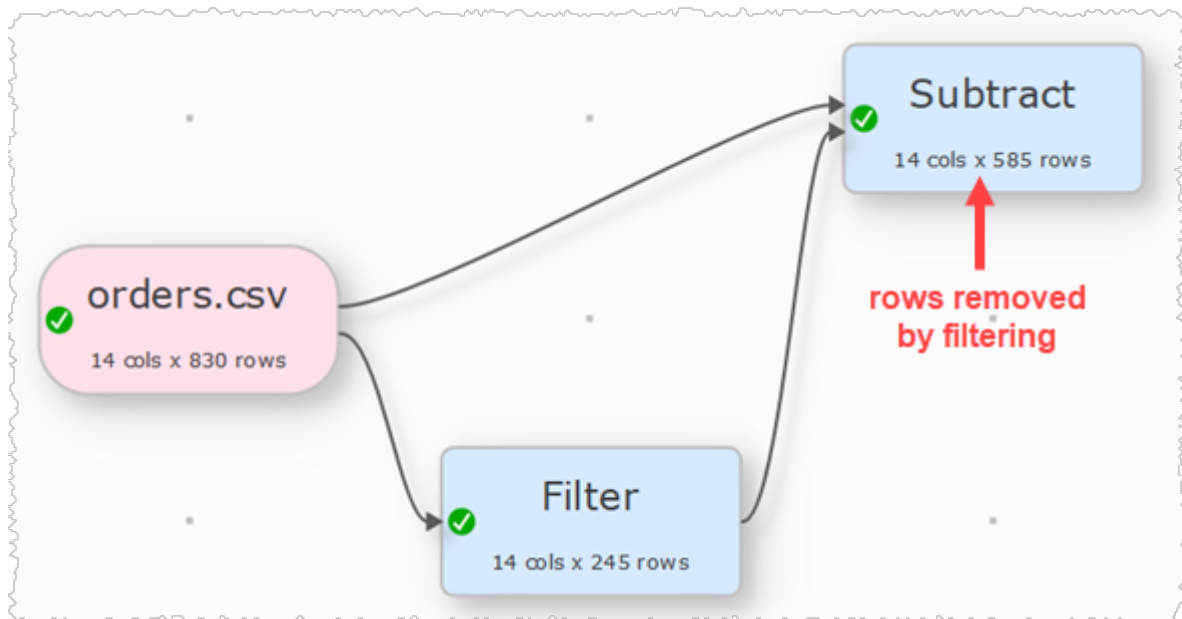 Subtract
14 cols x 585 rows
rows removed
by filtering
orders.csv
14 cols x 830 rows
Filter
14 cols x 245 rows